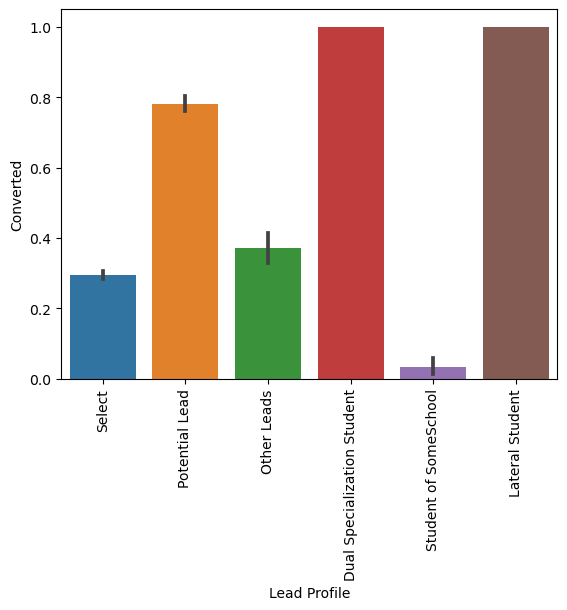 1.0
0.8
0.6
0.4
0.2
0.0
Converted
Select
Potential Lead
Other Leads
Dual Specialization Student
Student of SomeSchool
Lateral Student
Lead Profile